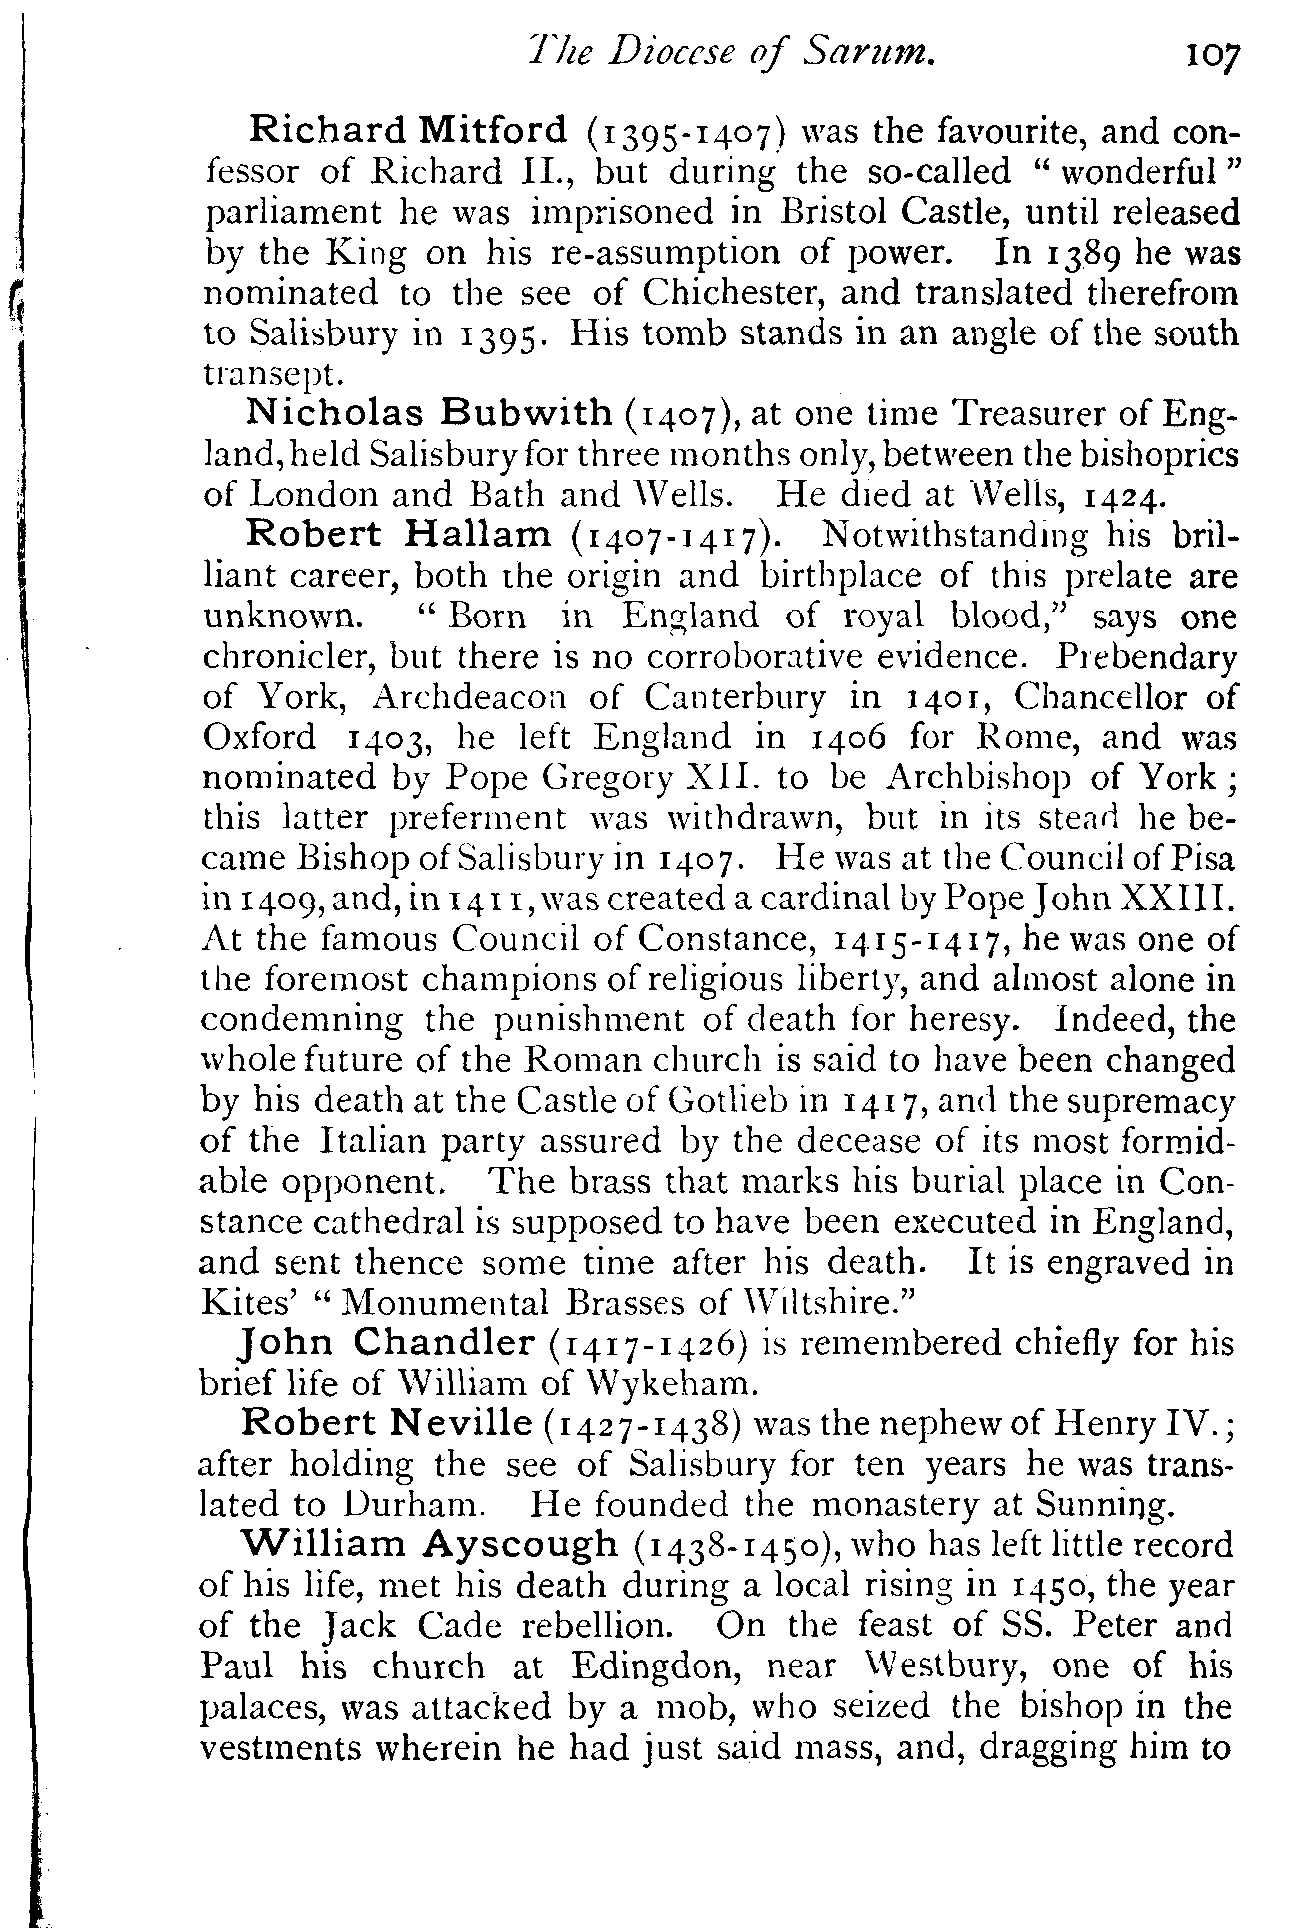 The Diocese of Sarum. 107
Richard Mitford (1395-1407) was the favourite, and con-
fessor of Richard II., but during the so-called “ wonderful ”
parliament he was imprisoned in Bristol Castle, until released
by the King on his re-assumption of power. In 1389 he was
nominated to the see of Chichester, and translated therefrom
to Salisbury in 1395. His tomb stands in an angle of the south
transept.
Nicholas Bubwith (1407), at one time Treasurer of Eng-
land, held Salisbury for three months only, between the bishoprics
of London and Bath and Wells. He died at Wells, 1424.
Robert Hallam (1407-1417). Notwithstanding his bril-
liant career, both the origin and birthplace of this prelate are
unknown. “ Born in England of royal blood,” says one
chronicler, but there is no corroborative evidence. Prebendary
of York, Archdeacon of Canterbury in 1401, Chancellor of
Oxford 1403, he left England in 1406 for Rome, and was
nominated by Pope Gregory XII. to be Archbishop of York ;
this latter preferment was withdrawn, but in its stead he be-
came Bishop of Salisbury in 1407. He was at the Council of Pisa
in 1409, and, in 1411, was created a cardinal by Pope John XXIII.
At the famous Council of Constance, 1415-1417, he was one of
the foremost champions of religious liberty, and almost alone in
condemning the punishment of death for heresy. Indeed, the
whole future of the Roman church is said to have been changed
by his death at the Castle of Gotlieb in 1417, and the supremacy
of the Italian party assured by the decease of its most formid-
able opponent. The brass that marks his burial place in Con-
stance cathedral is supposed to have been executed in England,
and sent thence some time after his death. It is engraved in
Kites’ “ Monumental Brasses of Wiltshire.”
John Chandler (1417-1426) is remembered chiefly for his
brief life of William of Wykeham.
Robert Neville (1427-1438) was the nephew of Henry IV.;
after holding the see of Salisbury for ten years he was trans-
lated to Durham. He founded the monastery at Sunning.
William Ayscough (1438-1450), who has left little record
of his life, met his death during a local rising in 1450, the year
of the Jack Cade rebellion. On the feast of SS. Peter and
Paul his church at Edingdon, near Westbury, one of his
palaces, was attacked by a mob, who seized the bishop in the
vestments wherein he had just said mass, and, dragging him to